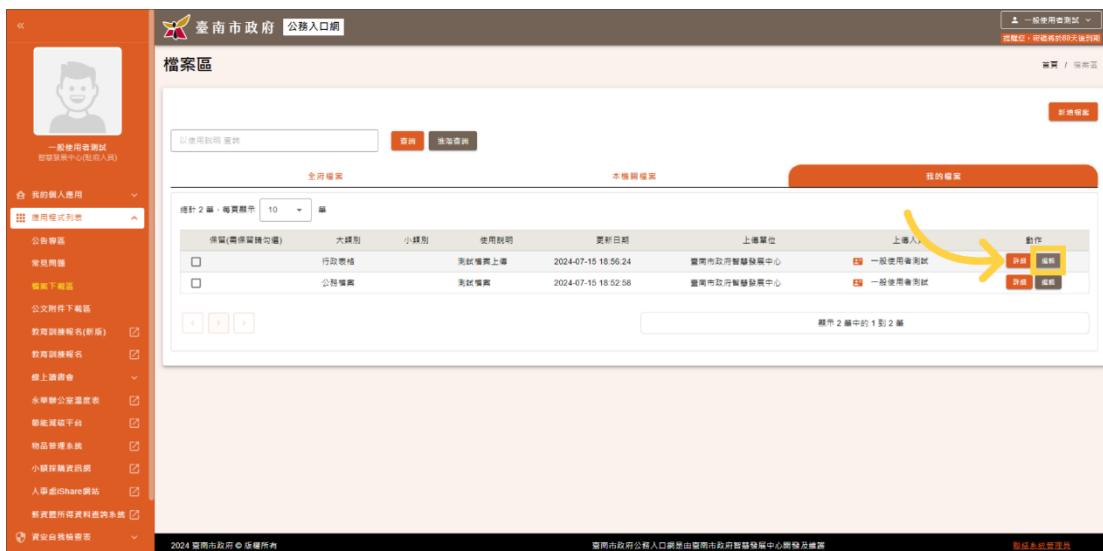 «
臺南市政府 公務入口網
一般使用者測試
提醒您，密碼將於60天後到期
檔案區
首頁 / 檔案區
新增檔案
以使用說明 查詢
查詢
進階查詢
全府檔案
本機關檔案
我的檔案
總計 2 筆，每頁顯示 10 筆
保留(需保留請勾選) 大類別 小類別 使用說明 更新日期 上傳單位 上傳人員 動作
行政表格 測試檔案上傳 2024-07-15 18:56:24 臺南市政府智慧發展中心 一般使用者測試 詳細 編輯
公務檔案 測試檔案 2024-07-15 18:52:58 臺南市政府智慧發展中心 一般使用者測試 詳細 編輯
‹ › ›
顯示 2 筆中的 1 到 2 筆
一般使用者測試
智慧發展中心(駐府人員)
我的個人應用
應用程式列表
公告專區
常見問題
檔案下載區
公文附件下載區
教育訓練報名(新版)
教育訓練報名
線上讀書會
永華辦公室溫度表
節能減碳平台
物品管理系統
小額採購資訊網
人事處iShare網站
薪資暨所得資料查詢系統
資安自我檢查表
2024 臺南市政府 © 版權所有
臺南市政府公務入口網是由臺南市政府智慧發展中心開發及維護
聯絡系統管理員